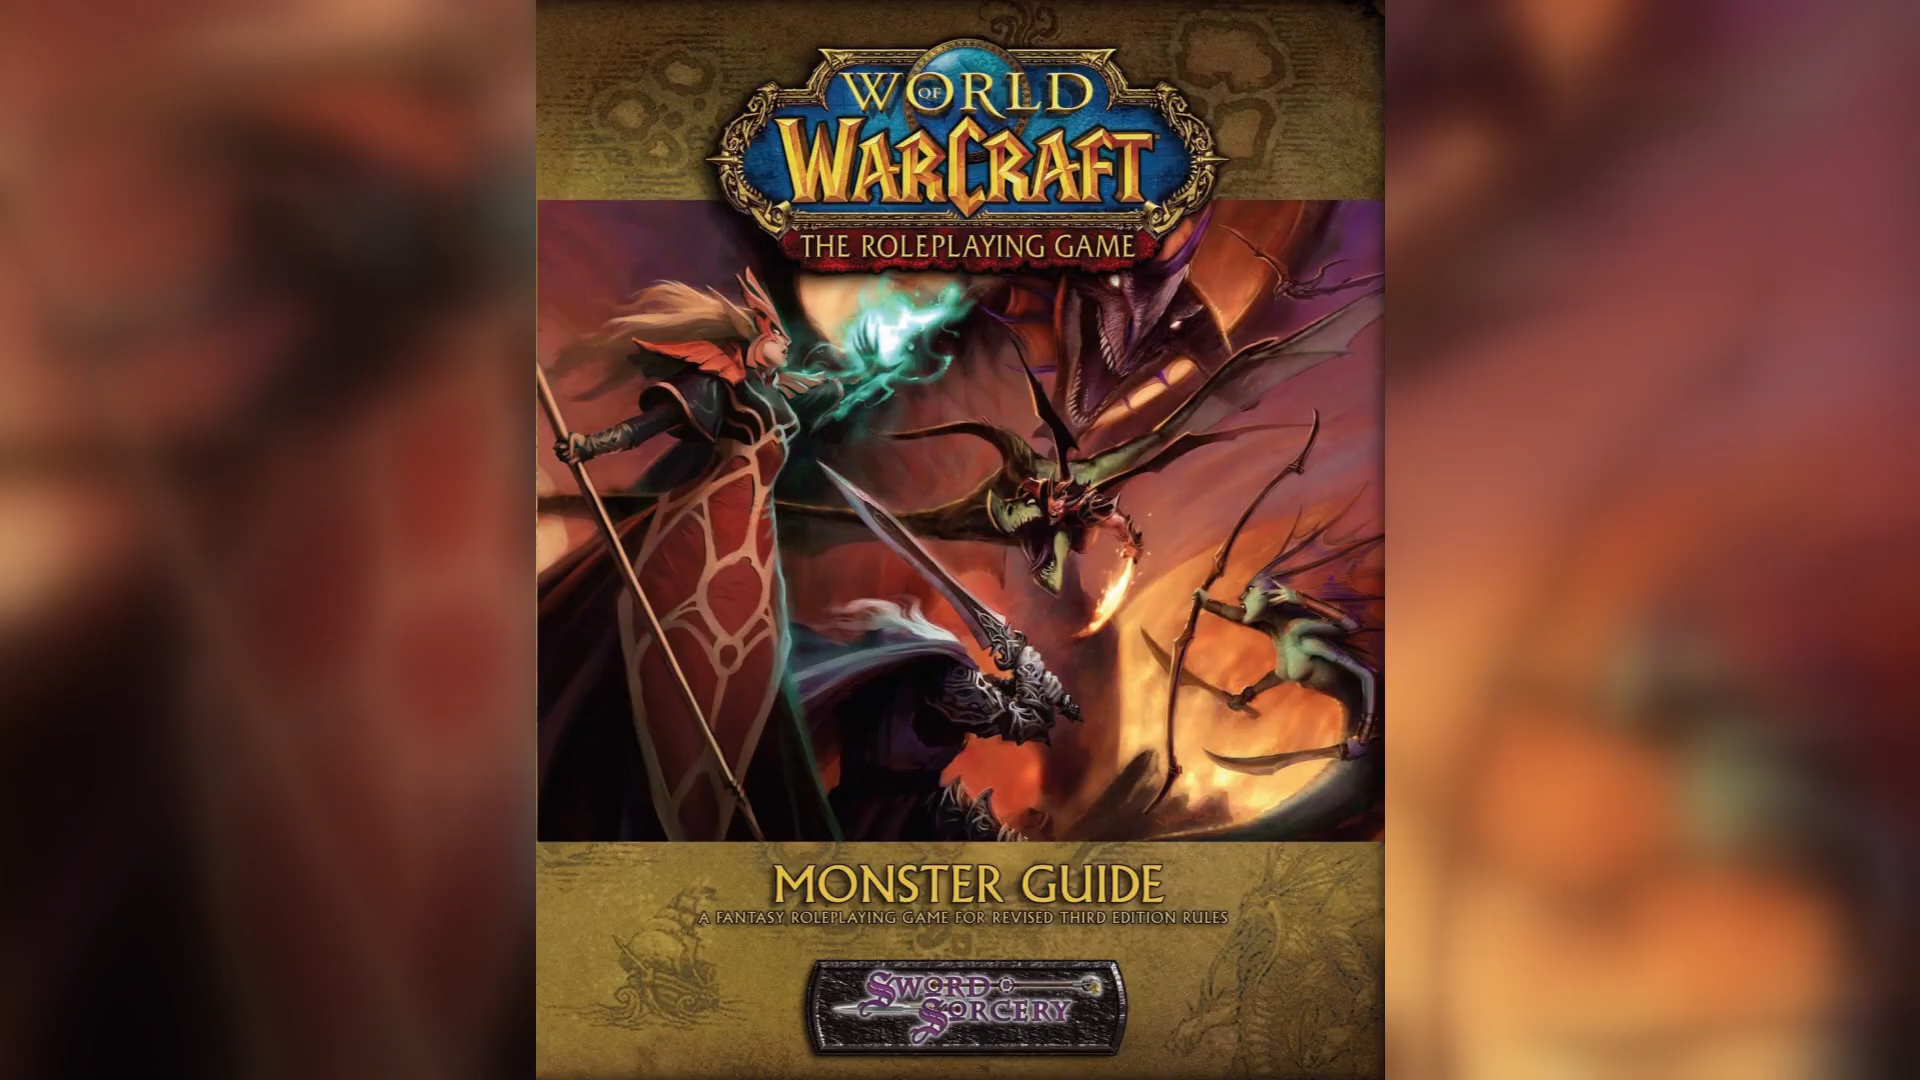 WORLD OF
WARCRAFT
THE ROLEPLAYING GAME
MONSTER GUIDE
A FANTASY ROLEPLAYING GAME FOR REVISED THIRD EDITION RULES
SWORD
SORCERY